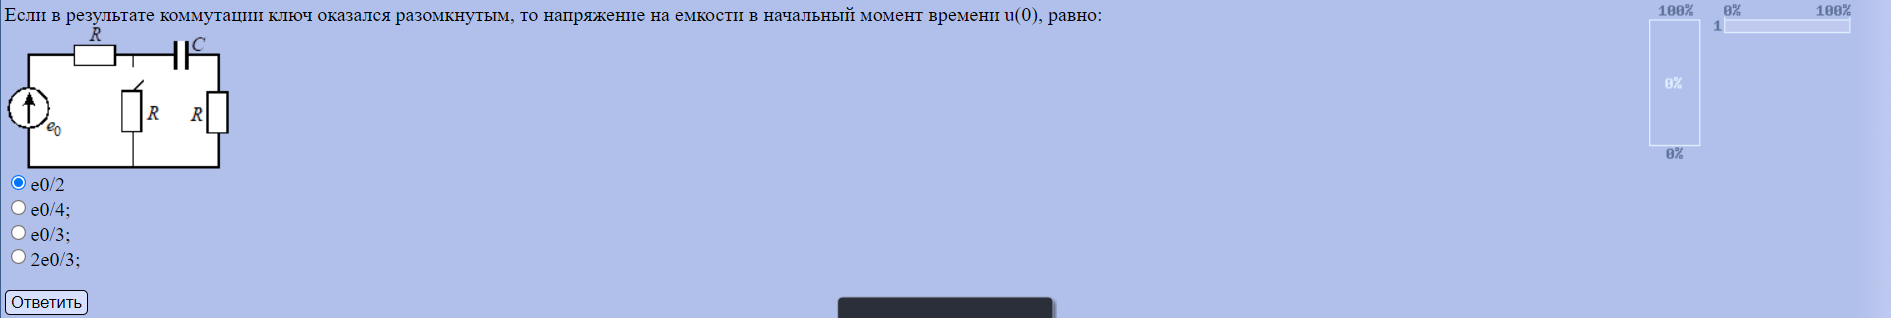 Если в результате коммутации ключ оказался разомкнутым, то напряжение на емкости в начальный момент времени u(0), равно:
100% 0% 100%
1
R
C
0%
R R
e0
0%
e0/2
e0/4;
e0/3;
2e0/3;
Ответить